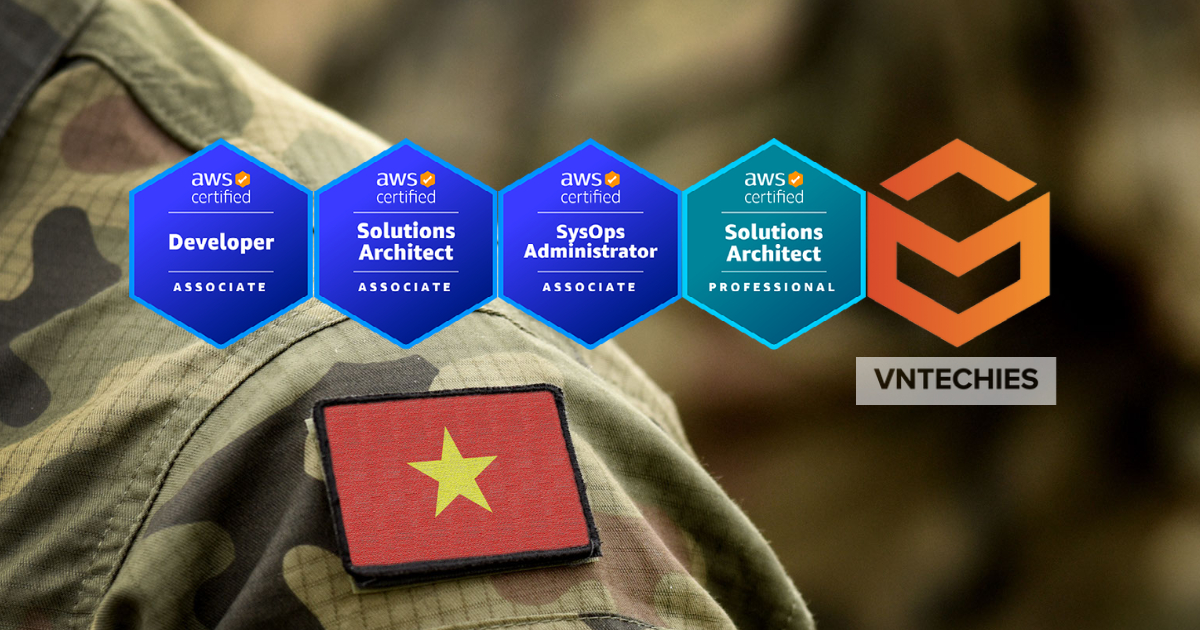 aws
certified
Developer
ASSOCIATE
aws
certified
Solutions
Architect
ASSOCIATE
aws
certified
SysOps
Administrator
ASSOCIATE
aws
certified
Solutions
Architect
PROFESSIONAL
VNTECHIES